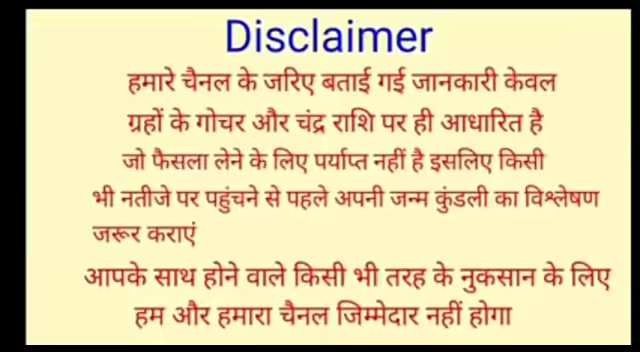 Disclaimer
हमारे चैनल के जरिए बताई गई जानकारी केवल
ग्रहों के गोचर और चंद्र राशि पर ही आधारित है
जो फैसला लेने के लिए पर्याप्त नहीं है इसलिए किसी
भी नतीजे पर पहुंचने से पहले अपनी जन्म कुंडली का विश्लेषण
जरूर कराएं
आपके साथ होने वाले किसी भी तरह के नुकसान के लिए
हम और हमारा चैनल जिम्मेदार नहीं होगा